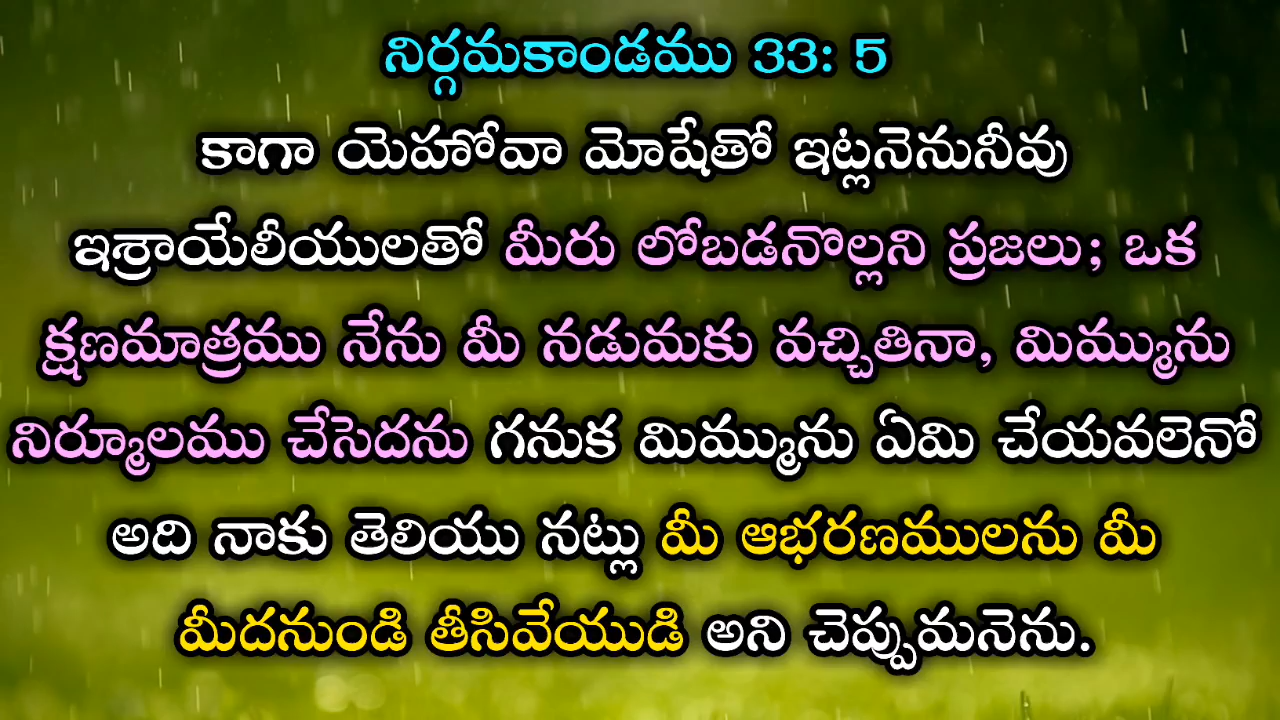 నిర్గమకాండము 33: 5
కాగా యెహోవా మోషేతో ఇట్లనెనునీవు
ఇశ్రాయేలీయులతో మీరు లోబడనొల్లని ప్రజలు; ఒక
క్షణమాత్రము నేను మీ నడుమకు వచ్చితినా, మిమ్మును
నిర్మూలము చేసెదను గనుక మిమ్మును ఏమి చేయవలెనో
అది నాకు తెలియు నట్లు మీ ఆభరణములను మీ
మీదనుండి తీసివేయుడి అని చెప్పుమనెను.